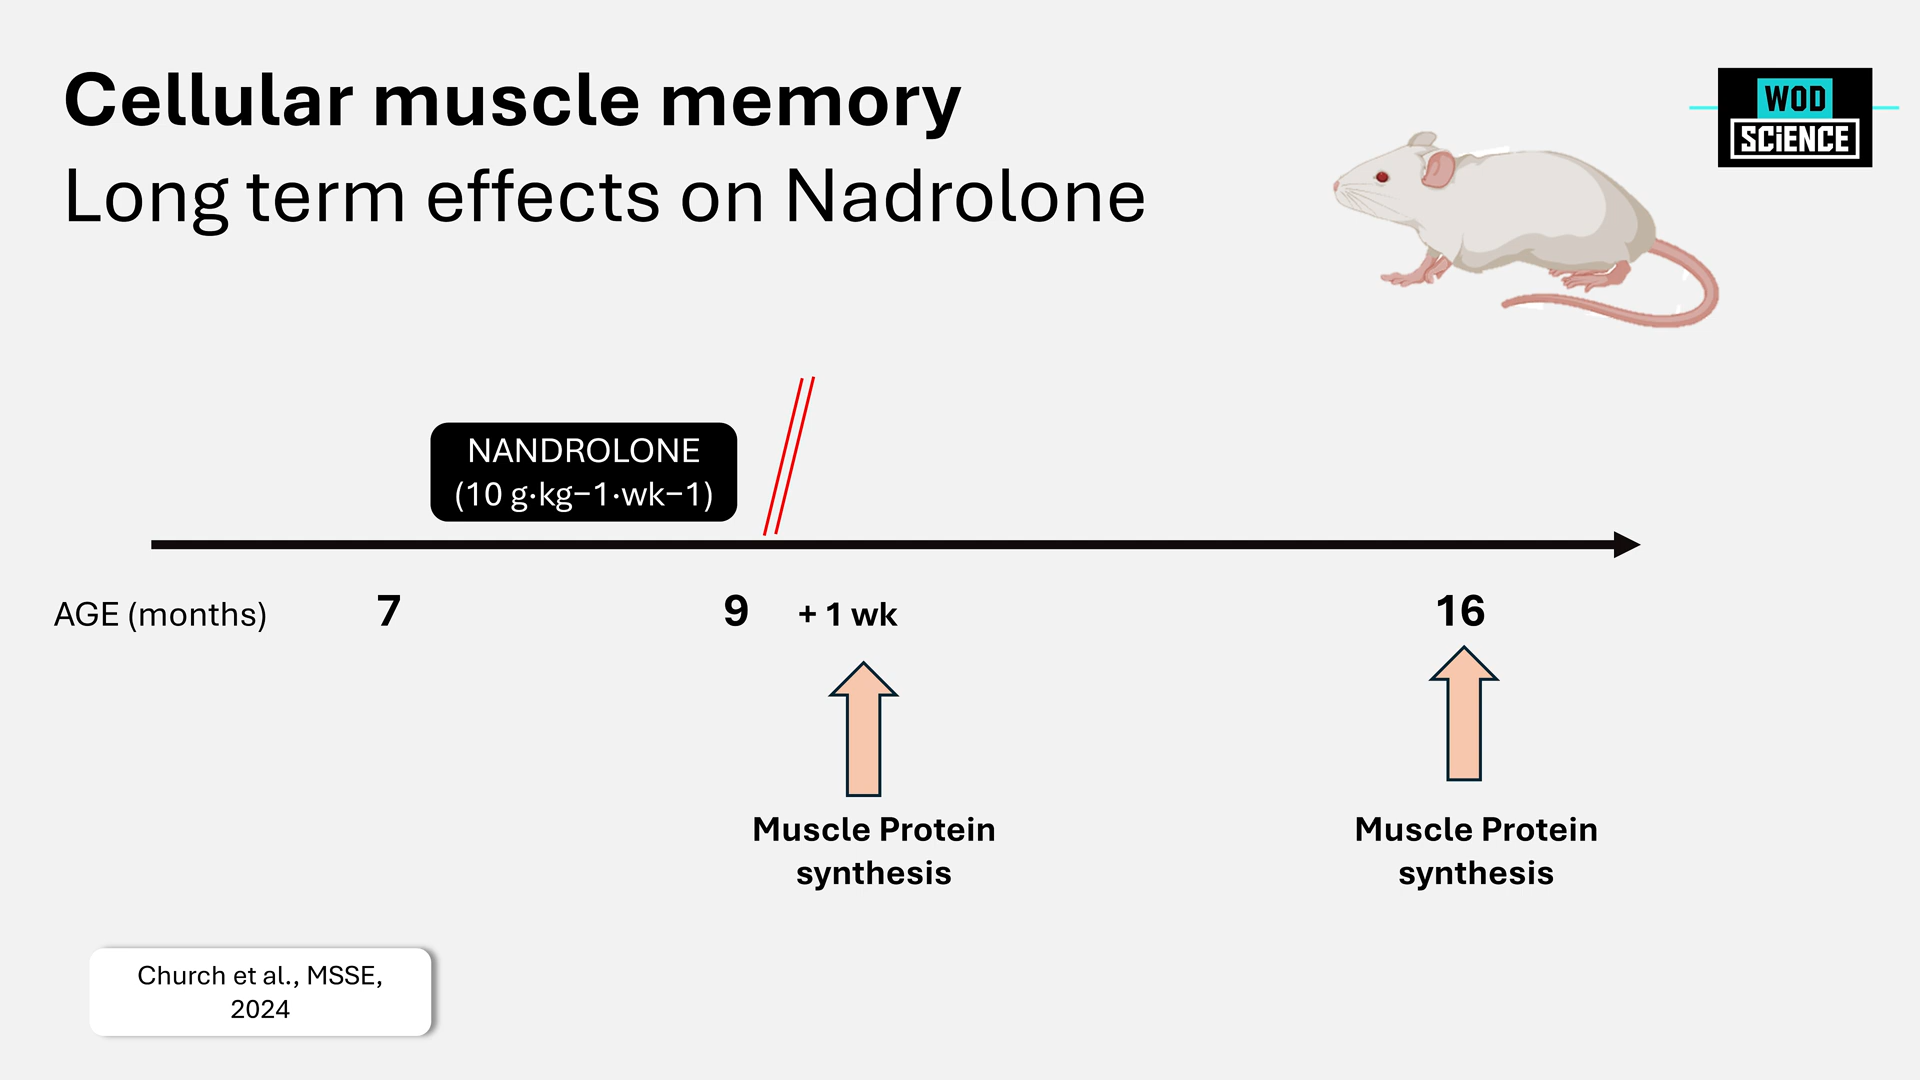 Cellular muscle memory
Long term effects on Nadrolone
WOD
SCiENCE
NANDROLONE
(10 g·kg−1·wk−1)
AGE (months) 7 9 + 1 wk 16
Muscle Protein
synthesis
Muscle Protein
synthesis
Church et al., MSSE,
2024